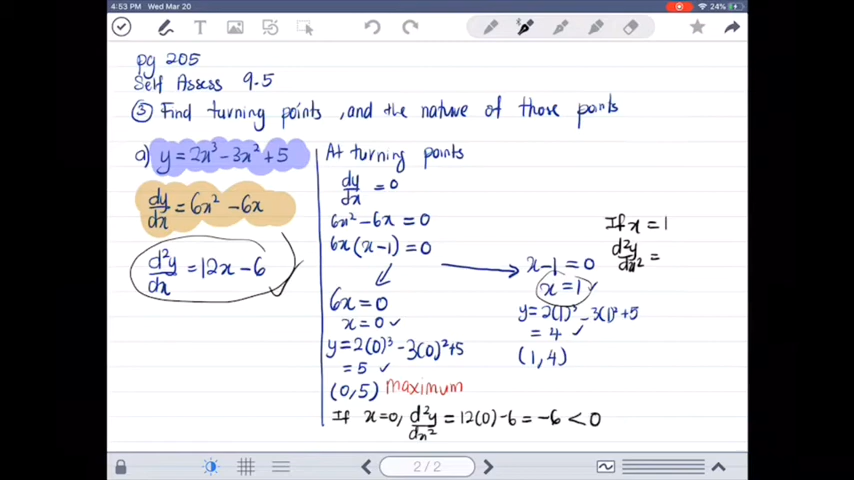 4:53 PM Wed Mar 20
24%
pg 205
Self Assess 9.5
③ Find turning points, and the nature of those points
a) y = 2x³ - 3x² + 5
dy/dx = 6x² - 6x
d²y/dx = 12x - 6
At turning points
dy/dx = 0
6x² - 6x = 0
6x(x-1) = 0
6x = 0
x = 0 ✓
y = 2(0)³ - 3(0)² + 5
= 5 ✓
(0,5) maximum
If x=0, d²y/dx² = 12(0) - 6 = -6 < 0
x-1 = 0
x = 1 ✓
y = 2(1)³ - 3(1)² + 5
= 4 ✓
(1,4)
If x = 1
d²y/dx² =
2/2